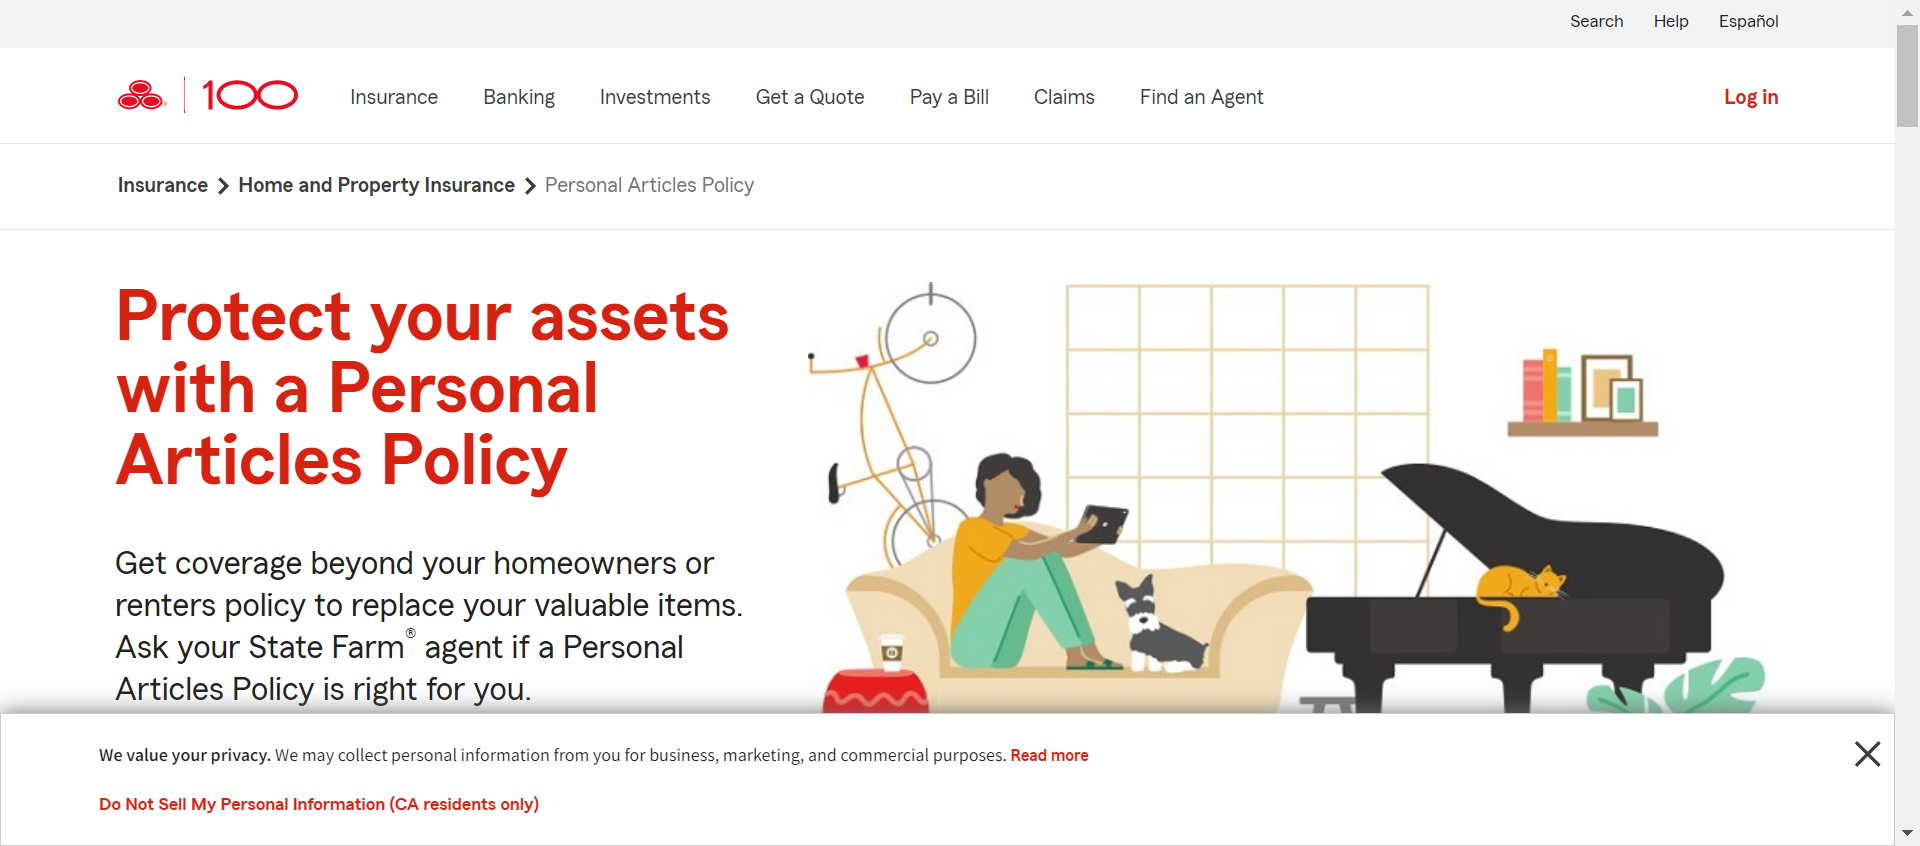 Search Help Español
100 Insurance Banking Investments Get a Quote Pay a Bill Claims Find an Agent Log in
Insurance Home and Property Insurance Personal Articles Policy
Protect your assets
with a Personal
Articles Policy
Get coverage beyond your homeowners or
renters policy to replace your valuable items.
Ask your State Farm® agent if a Personal
Articles Policy is right for you.
We value your privacy. We may collect personal information from you for business, marketing, and commercial purposes. Read more
Do Not Sell My Personal Information (CA residents only)